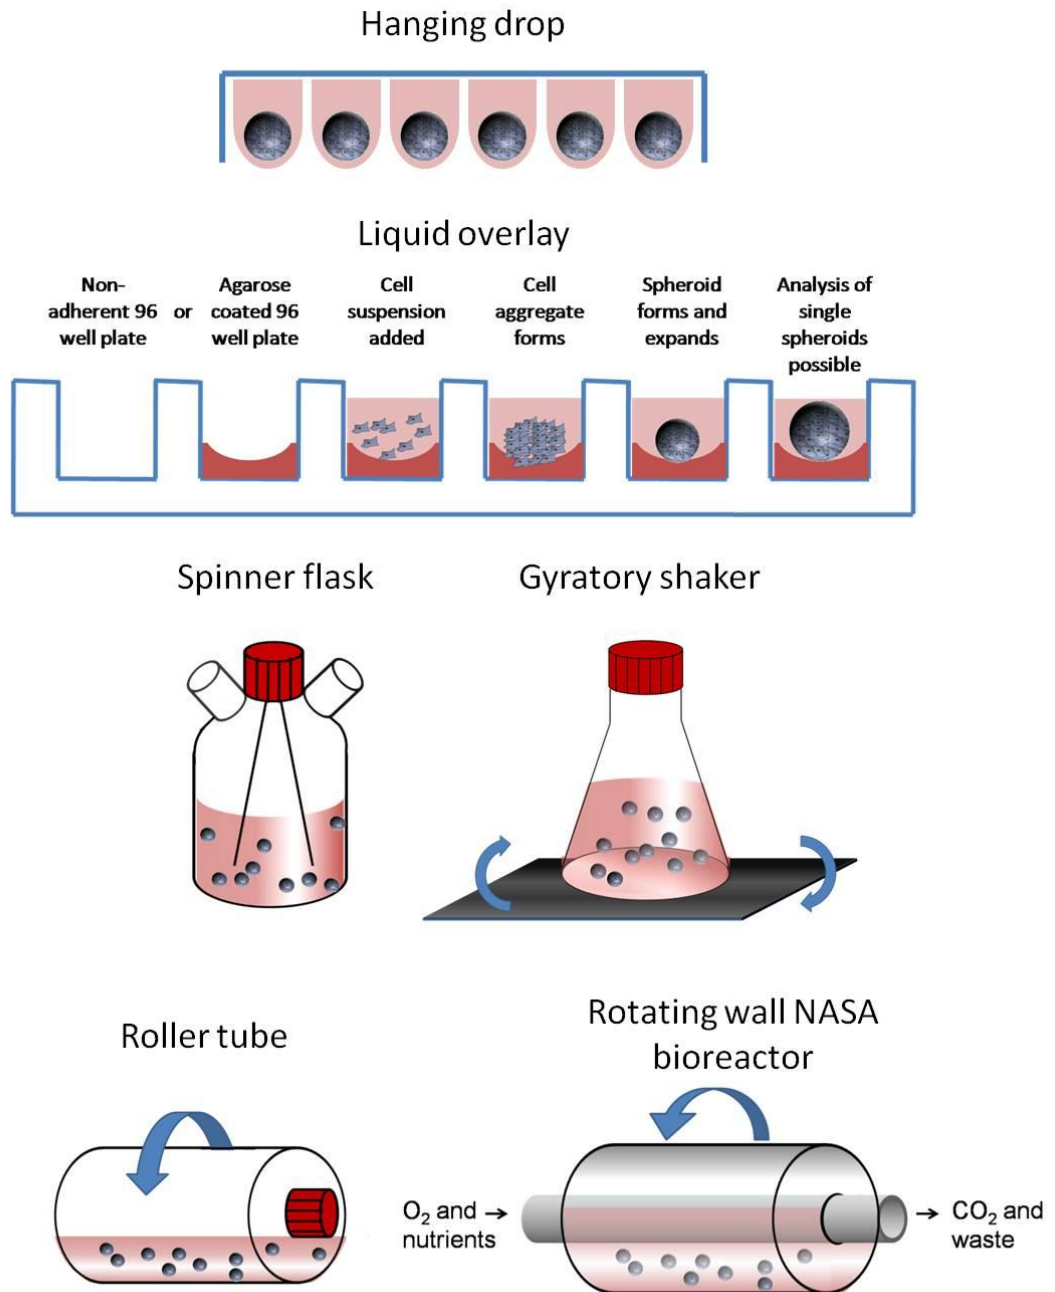 Hanging drop
Liquid overlay
Non-
adherent 96
well plate
or
Agarose
coated 96
well plate
Cell
suspension
added
Cell
aggregate
forms
Spheroid
forms and
expands
Analysis of
single
spheroids
possible
Spinner flask
Gyratory shaker
Roller tube
Rotating wall NASA
bioreactor
O₂ and
nutrients
CO₂ and
waste